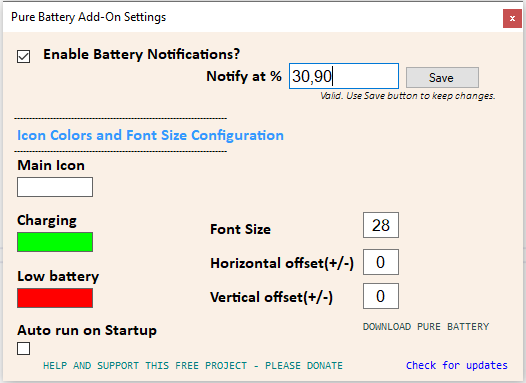 Pure Battery Add-On Settings
x
Enable Battery Notifications?
Notify at % 30,90 Save
Valid. Use Save button to keep changes.
Icon Colors and Font Size Configuration
Main Icon
Charging
Font Size 28
Horizontal offset(+/-) 0
Low battery
Vertical offset(+/-) 0
Auto run on Startup
DOWNLOAD PURE BATTERY
HELP AND SUPPORT THIS FREE PROJECT - PLEASE DONATE Check for updates